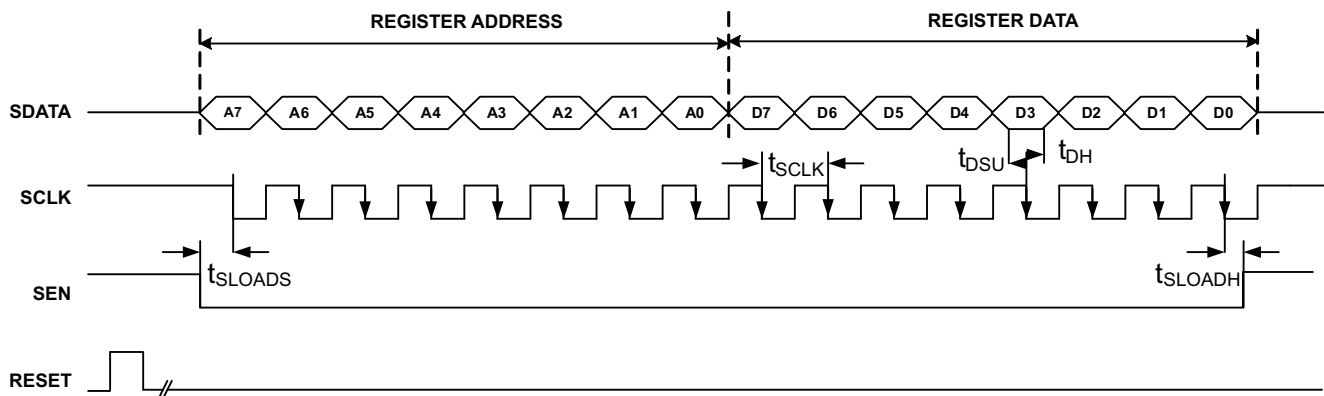 REGISTER ADDRESS REGISTER DATA
SDATA A7 A6 A5 A4 A3 A2 A1 A0 D7 D6 D5 D4 D3 D2 D1 D0
tSCLK tDSU tDH
SCLK
tSLOADS tSLOADH
SEN
RESET